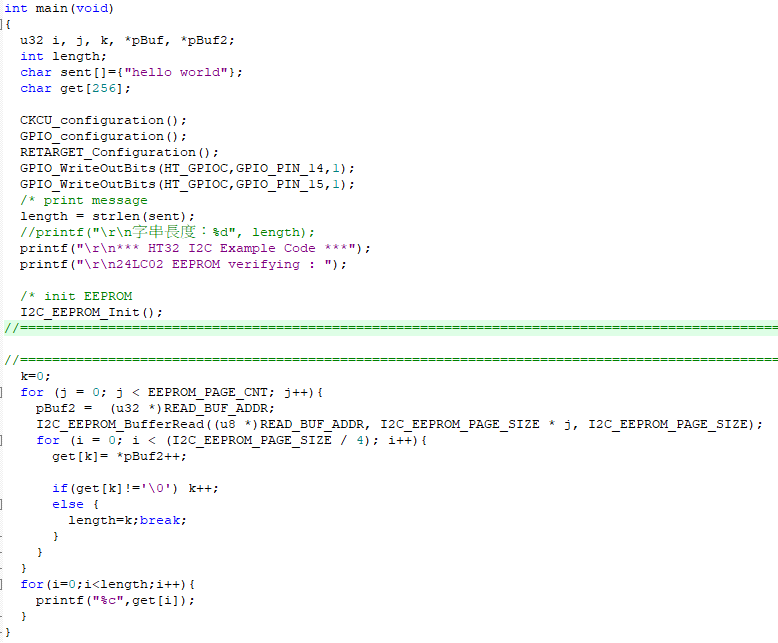 int main(void)
{
u32 i, j, k, *pBuf, *pBuf2;
int length;
char sent[]={"hello world"};
char get[256];
CKCU_configuration();
GPIO_configuration();
RETARGET_Configuration();
GPIO_WriteOutBits(HT_GPIOC,GPIO_PIN_14,1);
GPIO_WriteOutBits(HT_GPIOC,GPIO_PIN_15,1);
/* print message
length = strlen(sent);
//printf("\r\n字串長度：%d", length);
printf("\r\n*** HT32 I2C Example Code ***");
printf("\r\n24LC02 EEPROM verifying : ");
/* init EEPROM
I2C_EEPROM_Init();
//===============================================================================================
//===============================================================================================
k=0;
for (j = 0; j < EEPROM_PAGE_CNT; j++){
pBuf2 =  (u32 *)READ_BUF_ADDR;
I2C_EEPROM_BufferRead((u8 *)READ_BUF_ADDR, I2C_EEPROM_PAGE_SIZE * j, I2C_EEPROM_PAGE_SIZE);
for (i = 0; i < (I2C_EEPROM_PAGE_SIZE / 4); i++){
get[k]= *pBuf2++;
if(get[k]!='\0') k++;
else {
length=k;break;
}
}
}
for(i=0;i<length;i++){
printf("%c",get[i]);
}
}